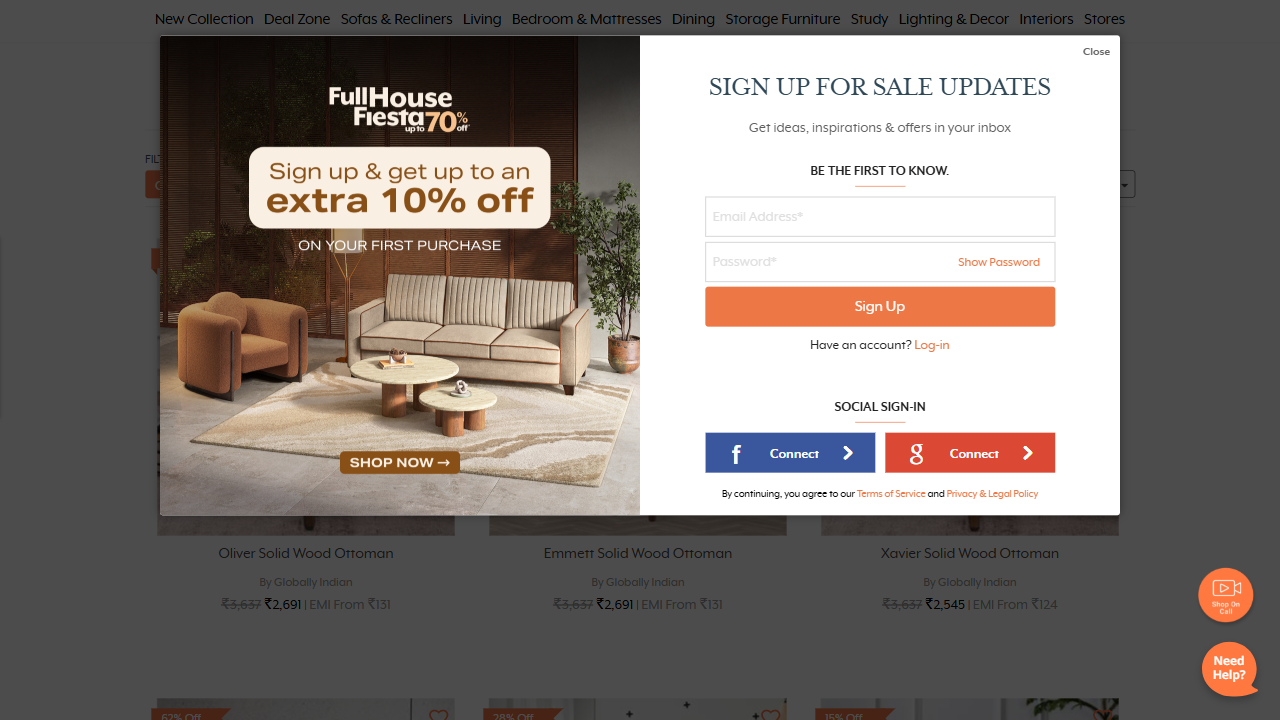 New Collection Deal Zone Sofas & Recliners Living Bedroom & Mattresses Dining Storage Furniture Study Lighting & Decor Interiors Stores
Close
FullHouse
Fiesta up to 70% off*
Sign up & get up to an
extra 10% off
ON YOUR FIRST PURCHASE
SHOP NOW →
SIGN UP FOR SALE UPDATES
Get ideas, inspirations & offers in your inbox
BE THE FIRST TO KNOW.
Email Address*
Password* Show Password
Sign Up
Have an account? Log-in
SOCIAL SIGN-IN
f Connect g Connect
By continuing, you agree to our Terms of Service and Privacy & Legal Policy
Oliver Solid Wood Ottoman Emmett Solid Wood Ottoman Xavier Solid Wood Ottoman
By Globally Indian By Globally Indian By Globally Indian
₹3,637 ₹2,691 | EMI From ₹131 ₹3,637 ₹2,691 | EMI From ₹131 ₹3,637 ₹2,545 | EMI From ₹124
Shop On
Call
Need
Help?
62% Off 28% Off 15% Off